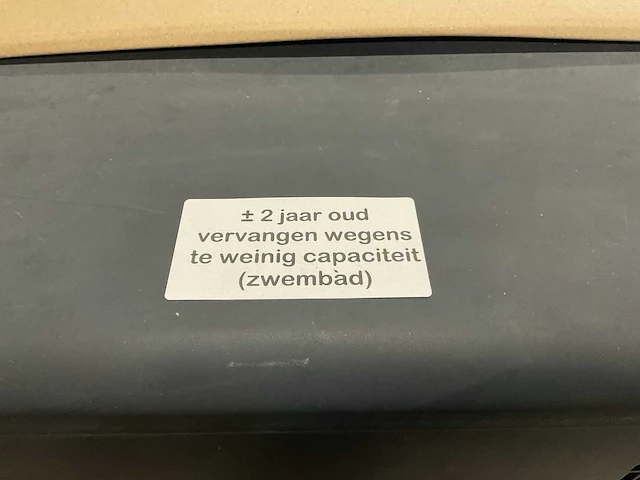 ± 2 jaar oud
vervangen wegens
te weinig capaciteit
(zwembad)